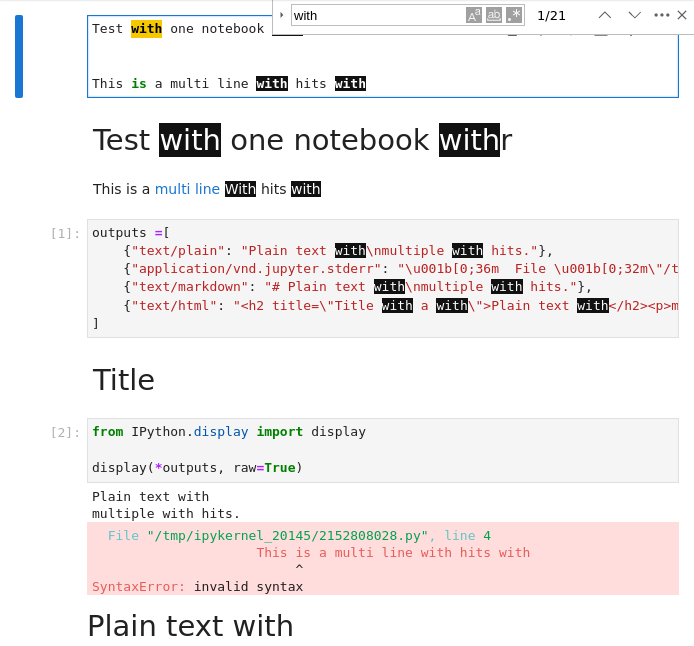 with
Aa ab .* 1/21
Test with one notebook
This is a multi line with hits with
Test with one notebook withr
This is a multi line With hits with
[1]: outputs =[
{"text/plain": "Plain text with\nmultiple with hits."},
{"application/vnd.jupyter.stderr": "\u001b[0;36m  File \u001b[0;32m\"/t
{"text/markdown": "# Plain text with\nmultiple with hits."},
{"text/html": "<h2 title=\"Title with a with\">Plain text with</h2><p>m
]
Title
[2]: from IPython.display import display
display(*outputs, raw=True)
Plain text with
multiple with hits.
File "/tmp/ipykernel_20145/2152808028.py", line 4
This is a multi line with hits with
^
SyntaxError: invalid syntax
Plain text with